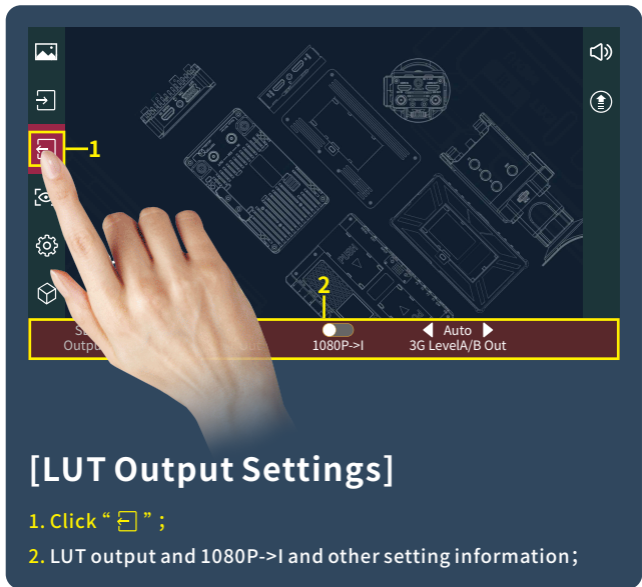 1
2
Outpu
1080P->I
Auto
3G LevelA/B Out
[LUT Output Settings]
1. Click “ ” ;
2. LUT output and 1080P->I and other setting information;